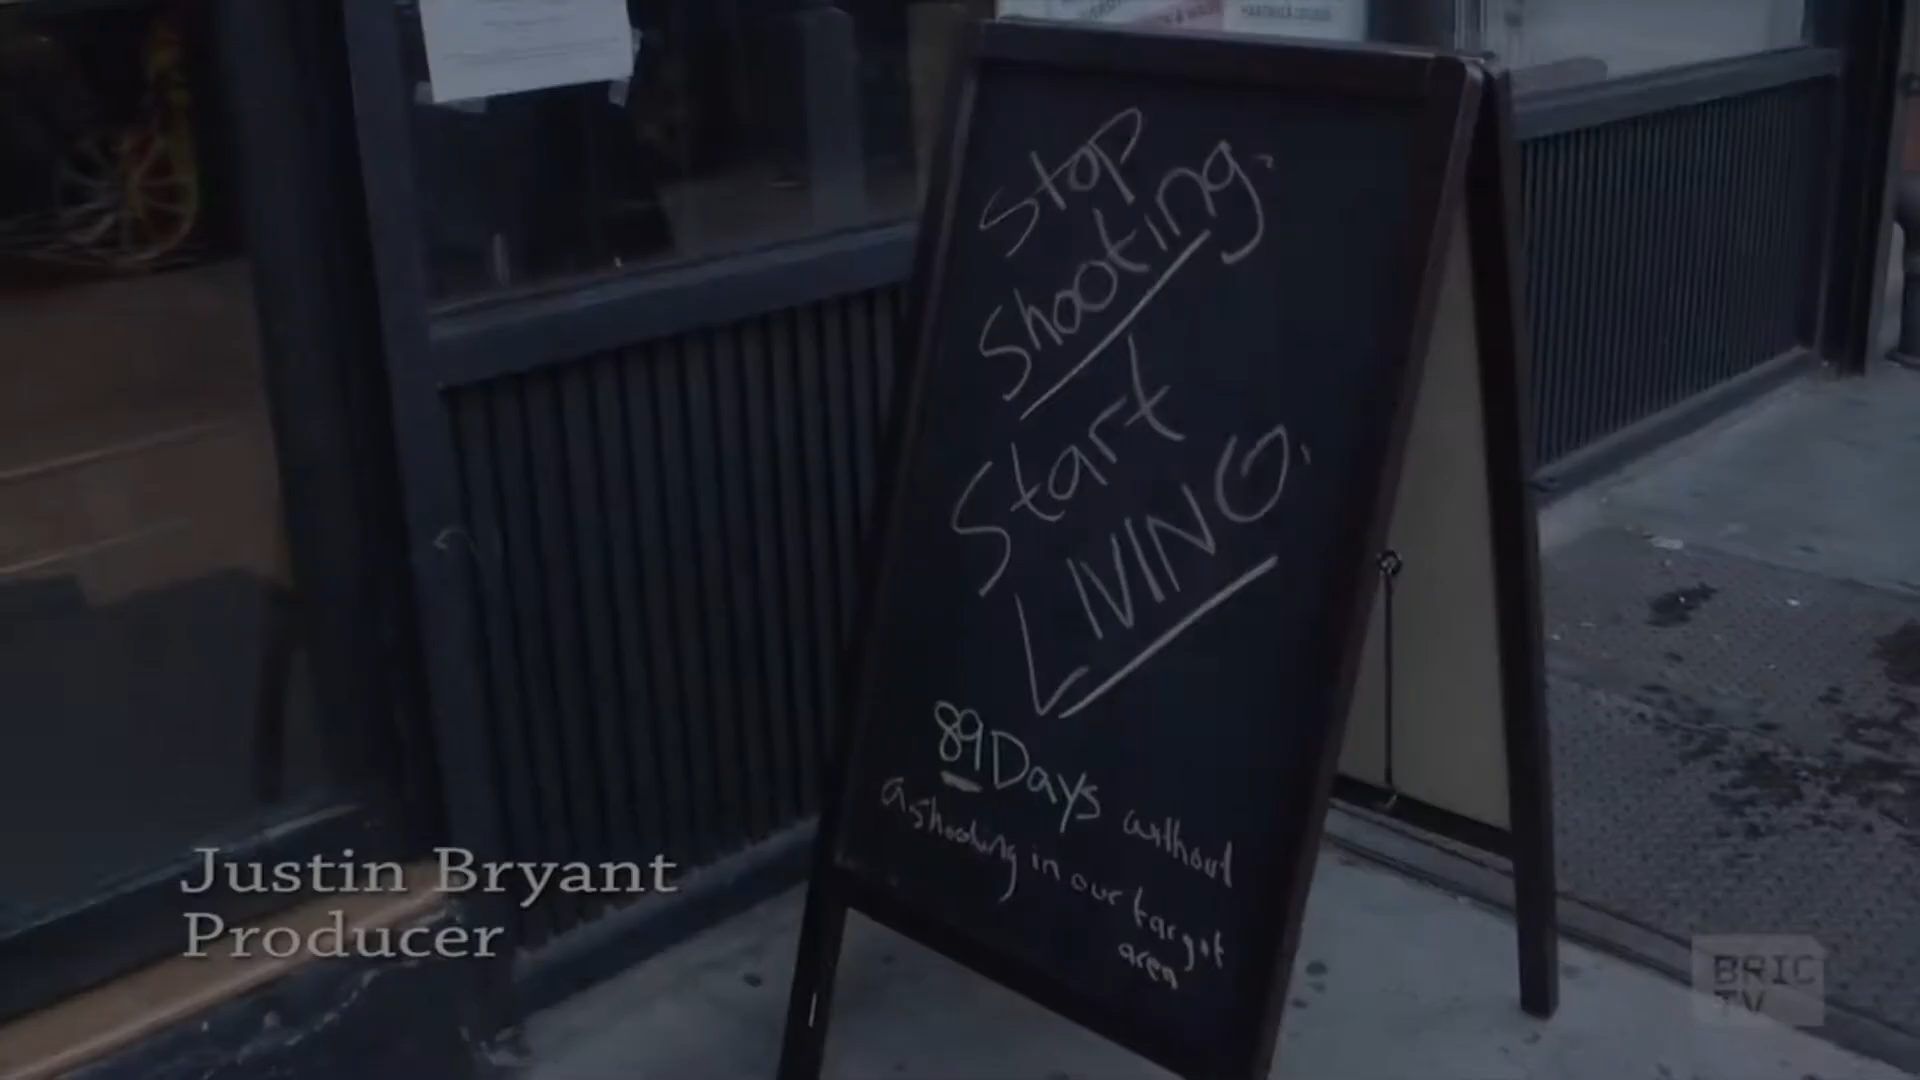 Stop
Shooting.
Start
LIVING.
89 Days without
a shooting in our target
area
Justin Bryant
Producer
BRIC
TV